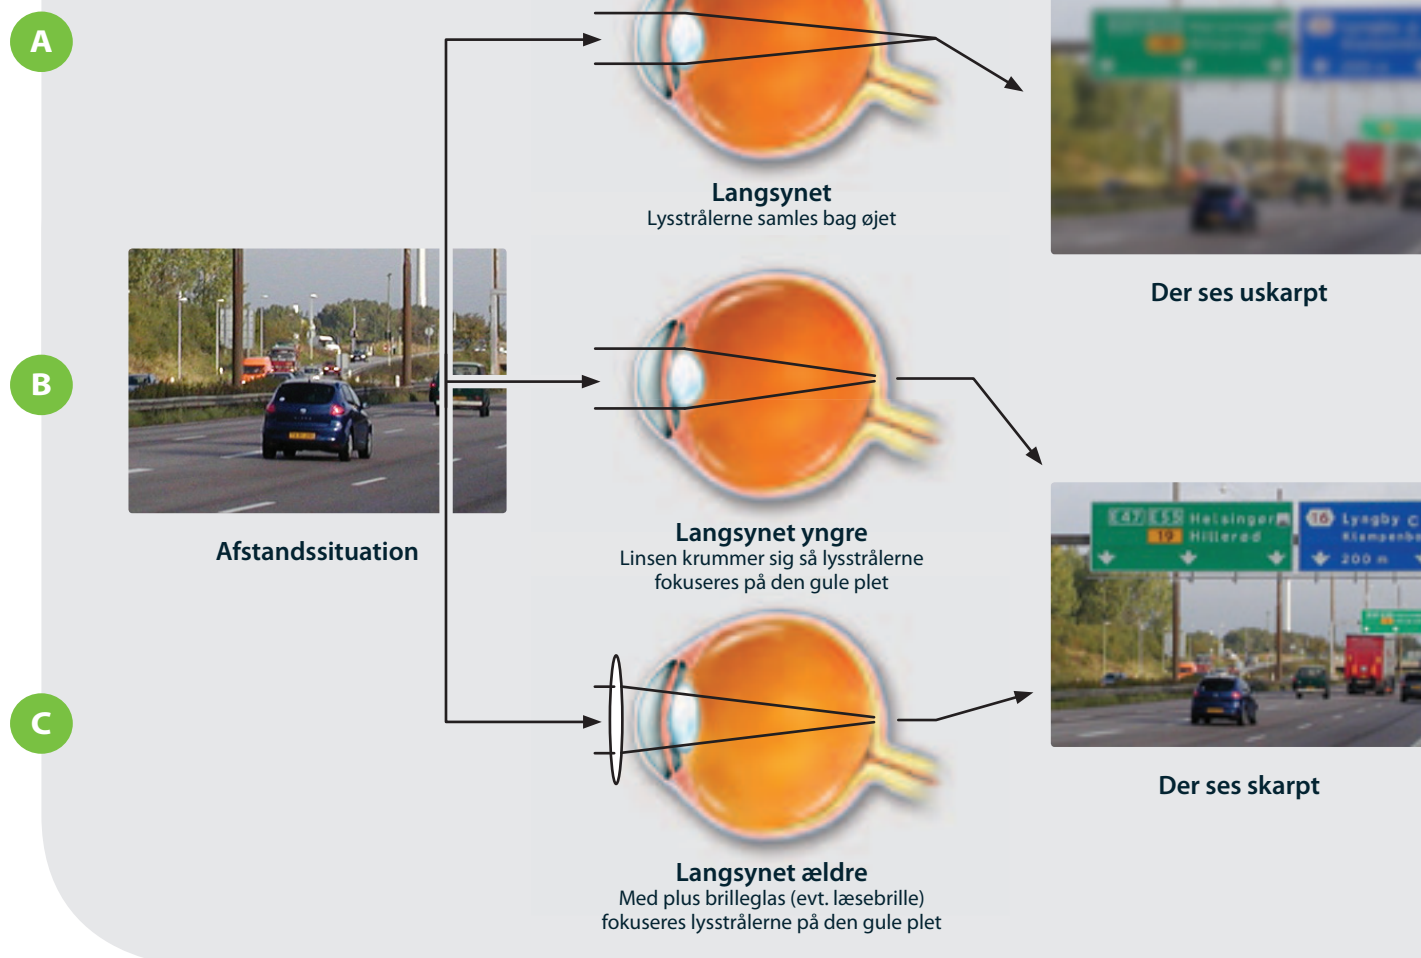 A
Langsynet
Lysstrålerne samles bag øjet
Der ses uskarpt
B
Afstandssituation
Langsynet yngre
Linsen krummer sig så lysstrålerne
fokuseres på den gule plet
E47 E55 Helsingør
19 Hillerød
16 Lyngby C
200 m
Der ses skarpt
C
Langsynet ældre
Med plus brilleglas (evt. læsebrille)
fokuseres lysstrålerne på den gule plet